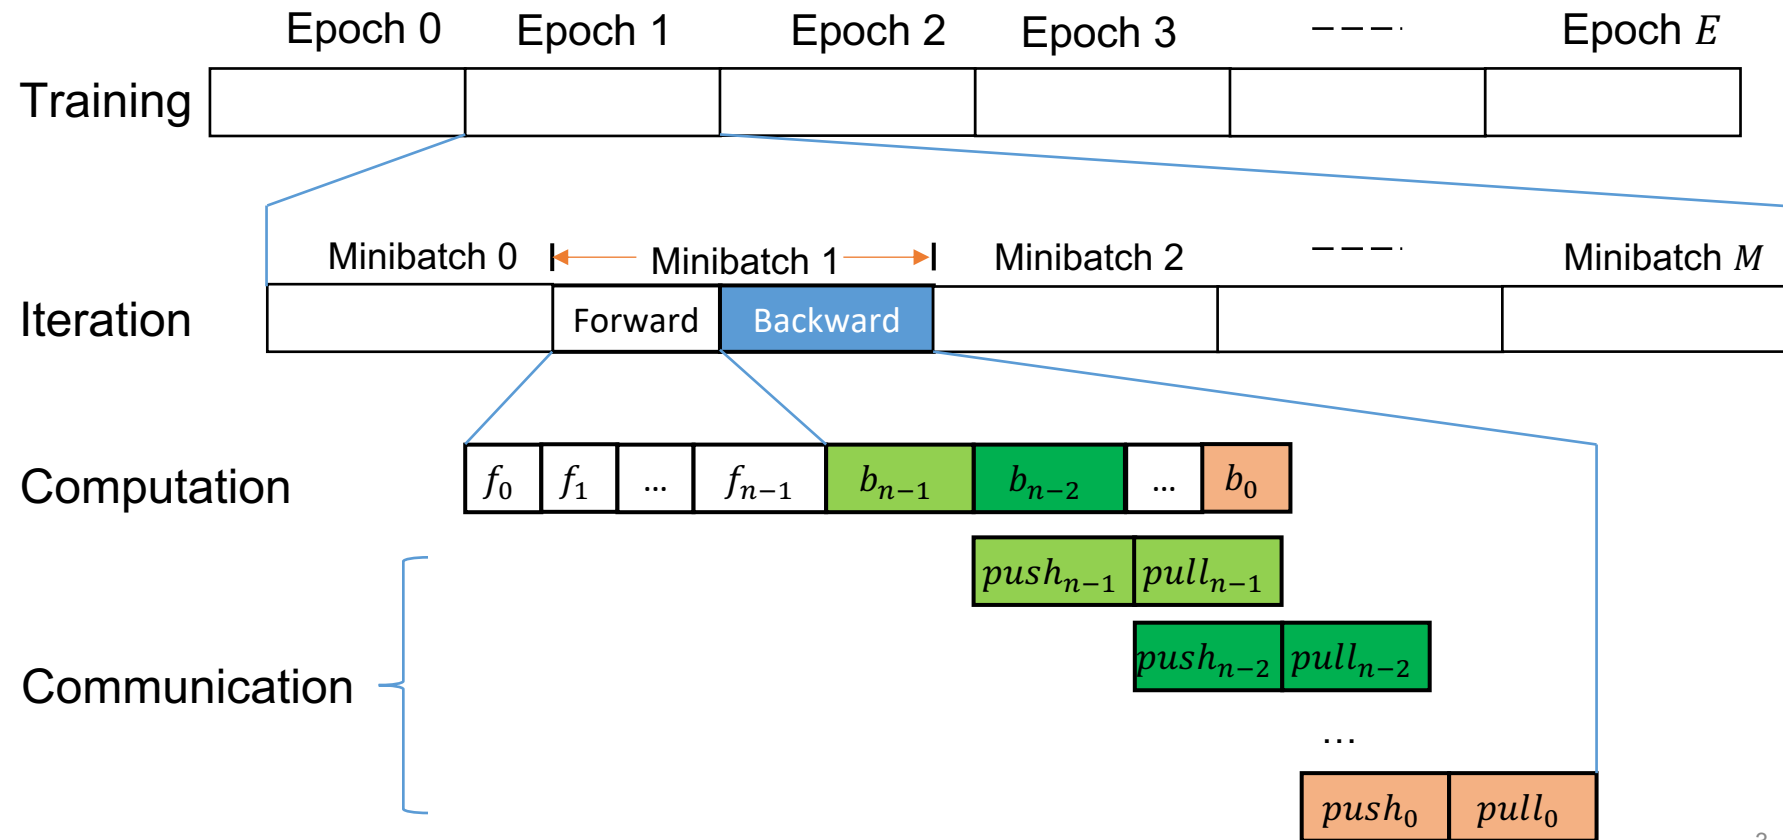 Epoch 0 Epoch 1 Epoch 2 Epoch 3 ---- Epoch E
Training
Minibatch 0 Minibatch 1 Minibatch 2 ---- Minibatch M
Iteration Forward Backward
Computation f₀ f₁ ... fₙ₋₁ bₙ₋₁ bₙ₋₂ ... b₀
pushₙ₋₁ pullₙ₋₁
pushₙ₋₂ pullₙ₋₂
Communication
...
push₀ pull₀
3